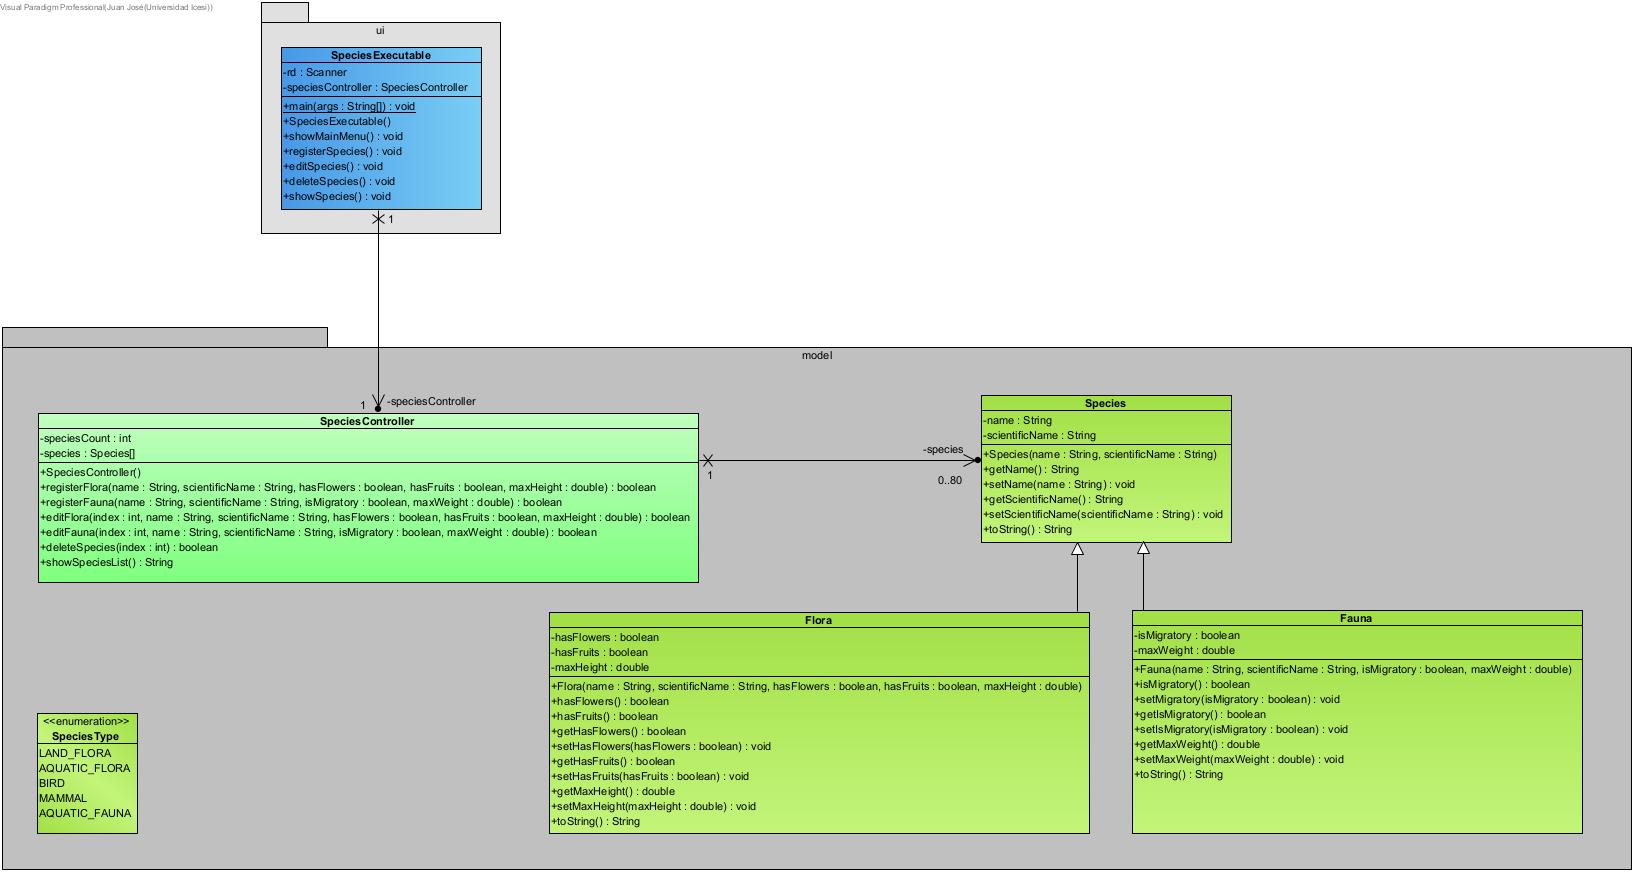 Visual Paradigm Professional(Juan José(Universidad Icesi))
ui
SpeciesExecutable
-rd : Scanner
-speciesController : SpeciesController
+main(args : String[]) : void
+SpeciesExecutable()
+showMainMenu() : void
+registerSpecies() : void
+editSpecies() : void
+deleteSpecies() : void
+showSpecies() : void
1
model
1
-speciesController
SpeciesController
-speciesCount : int
-species : Species[]
+SpeciesController()
+registerFlora(name : String, scientificName : String, hasFlowers : boolean, hasFruits : boolean, maxHeight : double) : boolean
+registerFauna(name : String, scientificName : String, isMigratory : boolean, maxWeight : double) : boolean
+editFlora(index : int, name : String, scientificName : String, hasFlowers : boolean, hasFruits : boolean, maxHeight : double) : boolean
+editFauna(index : int, name : String, scientificName : String, isMigratory : boolean, maxWeight : double) : boolean
+deleteSpecies(index : int) : boolean
+showSpeciesList() : String
1
-species
0..80
Species
-name : String
-scientificName : String
+Species(name : String, scientificName : String)
+getName() : String
+setName(name : String) : void
+getScientificName() : String
+setScientificName(scientificName : String) : void
+toString() : String
Flora
-hasFlowers : boolean
-hasFruits : boolean
-maxHeight : double
+Flora(name : String, scientificName : String, hasFlowers : boolean, hasFruits : boolean, maxHeight : double)
+hasFlowers() : boolean
+hasFruits() : boolean
+getHasFlowers() : boolean
+setHasFlowers(hasFlowers : boolean) : void
+getHasFruits() : boolean
+setHasFruits(hasFruits : boolean) : void
+getMaxHeight() : double
+setMaxHeight(maxHeight : double) : void
+toString() : String
Fauna
-isMigratory : boolean
-maxWeight : double
+Fauna(name : String, scientificName : String, isMigratory : boolean, maxWeight : double)
+isMigratory() : boolean
+setMigratory(isMigratory : boolean) : void
+getIsMigratory() : boolean
+setIsMigratory(isMigratory : boolean) : void
+getMaxWeight() : double
+setMaxWeight(maxWeight : double) : void
+toString() : String
<<enumeration>>
SpeciesType
LAND_FLORA
AQUATIC_FLORA
BIRD
MAMMAL
AQUATIC_FAUNA